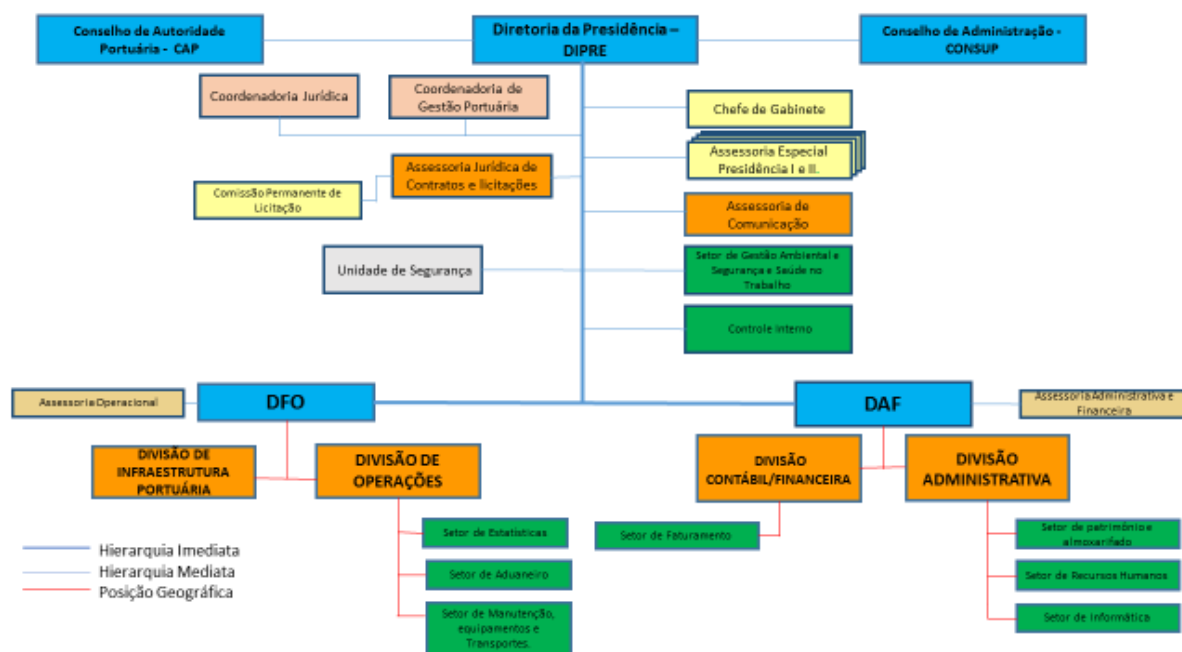 Conselho de Autoridade
Portuária - CAP
Diretoria da Presidência –
DIPRE
Conselho de Administração -
CONSUP
Coordenadoria Jurídica
Coordenadoria de
Gestão Portuária
Chefe de Gabinete
Assessoria Especial
Presidência I e II.
Assessoria Jurídica de
Contratos e licitações
Comissão Permanente de
Licitação
Assessoria de
Comunicação
Unidade de Segurança
Setor de Gestão Ambiental e
Segurança e Saúde no
Trabalho
Controle Interno
Assessoria Operacional
DFO
DAF
Assessoria Administrativa e
Financeira
DIVISÃO DE
INFRAESTRUTURA
PORTUÁRIA
DIVISÃO DE
OPERAÇÕES
DIVISÃO
CONTÁBIL/FINANCEIRA
DIVISÃO
ADMINISTRATIVA
Setor de Estatísticas
Setor de Faturamento
Setor de patrimônio e
almoxarifado
Setor de Aduaneiro
Setor de Recursos Humanos
Setor de Manutenção,
equipamentos e
Transportes.
Setor de Informática
Hierarquia Imediata
Hierarquia Mediata
Posição Geográfica